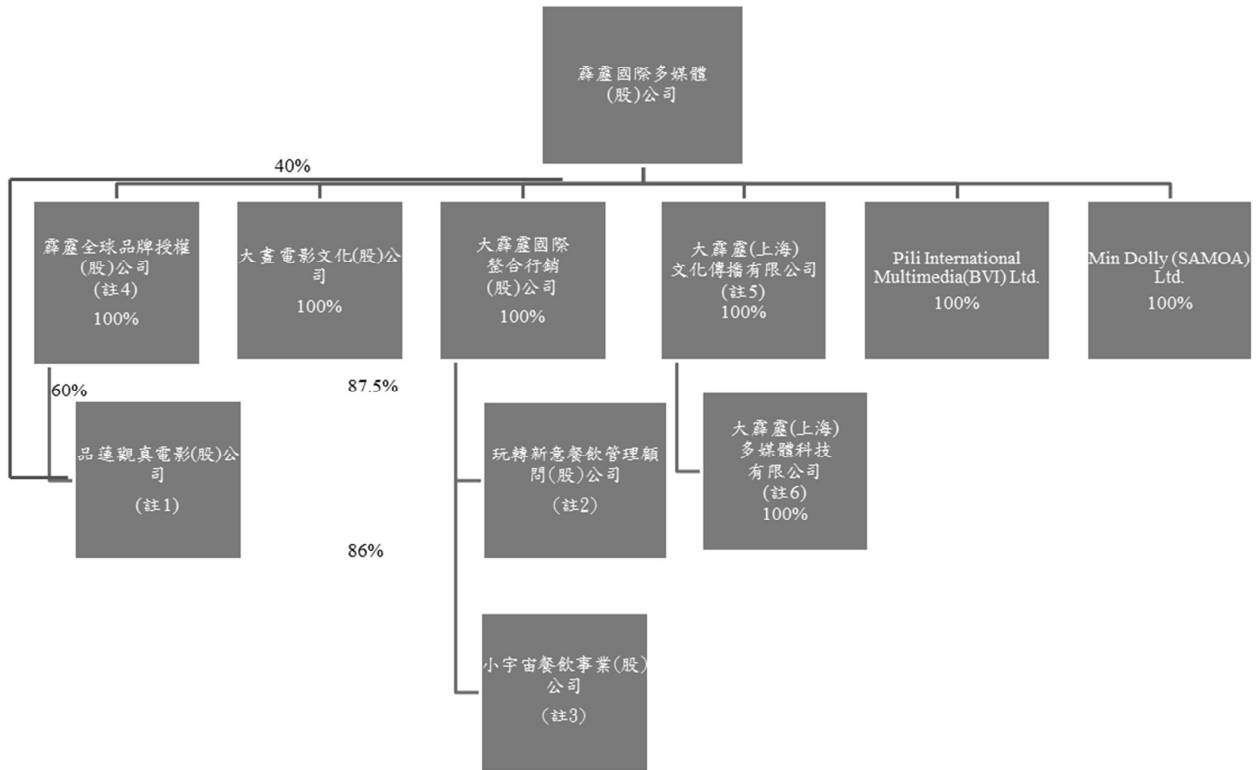 霹靂國際多媒體
(股)公司
40%
霹靂全球品牌授權
(股)公司
(註4)
100%
大畫電影文化(股)公
司
100%
大霹靂國際
整合行銷
(股)公司
100%
大霹靂(上海)
文化傳播有限公司
(註5)
100%
Pili International
Multimedia(BVI) Ltd.
100%
Min Dolly (SAMOA)
Ltd.
100%
60%
87.5%
品蓮觀真電影(股)公
司
(註1)
玩轉新意餐飲管理顧
問(股)公司
(註2)
大霹靂(上海)
多媒體科技
有限公司
(註6)
100%
86%
小宇宙餐飲事業(股)
公司
(註3)